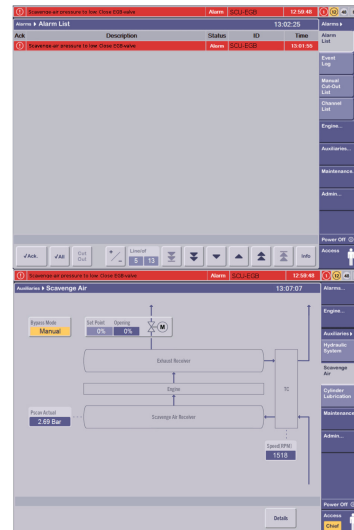 Scavenge air pressure to low. Close EGB-valve
Alarm
SCU-EGB
12:59:48
Alarms ▸ Alarm List
13:02:25
Ack
Description
Status
ID
Time
Scavenge air pressure to low. Close EGB-valve
Alarm
SCU-EGB
13:01:55
Alarms ▸
Alarm
List
Event
Log
Manual
Cut-Out
List
Channel
List
Engine...
Auxiliaries...
Maintenance..
Admin...
Power Off
Access
√Ack.
√All
Cut
Out
+/-
Line/of
5 13
Info
Scavenge air pressure to low. Close EGB-valve
Alarm
SCU-EGB
12:59:48
Auxiliaries ▸ Scavenge Air
13:07:07
Bypass Mode
Manual
Set Point
Opening
0%
0%
M
Exhaust Receiver
Engine
TC
Pscav Actual
2.69 Bar
Scavenge Air Receiver
Speed (RPM)
1518
Details
Alarms...
Engine...
Auxiliaries ▸
Hydraulic
System
Scavenge
Air
Cylinder
Lubrication
Maintenance
Admin...
Power Off
Access
Chief